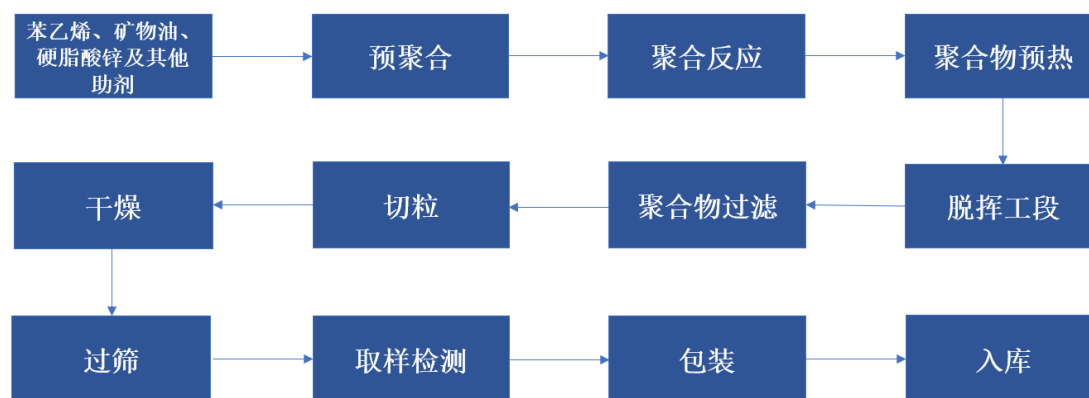 苯乙烯、矿物油、
硬脂酸锌及其他
助剂
预聚合
聚合反应
聚合物预热
脱挥工段
聚合物过滤
切粒
干燥
过筛
取样检测
包装
入库